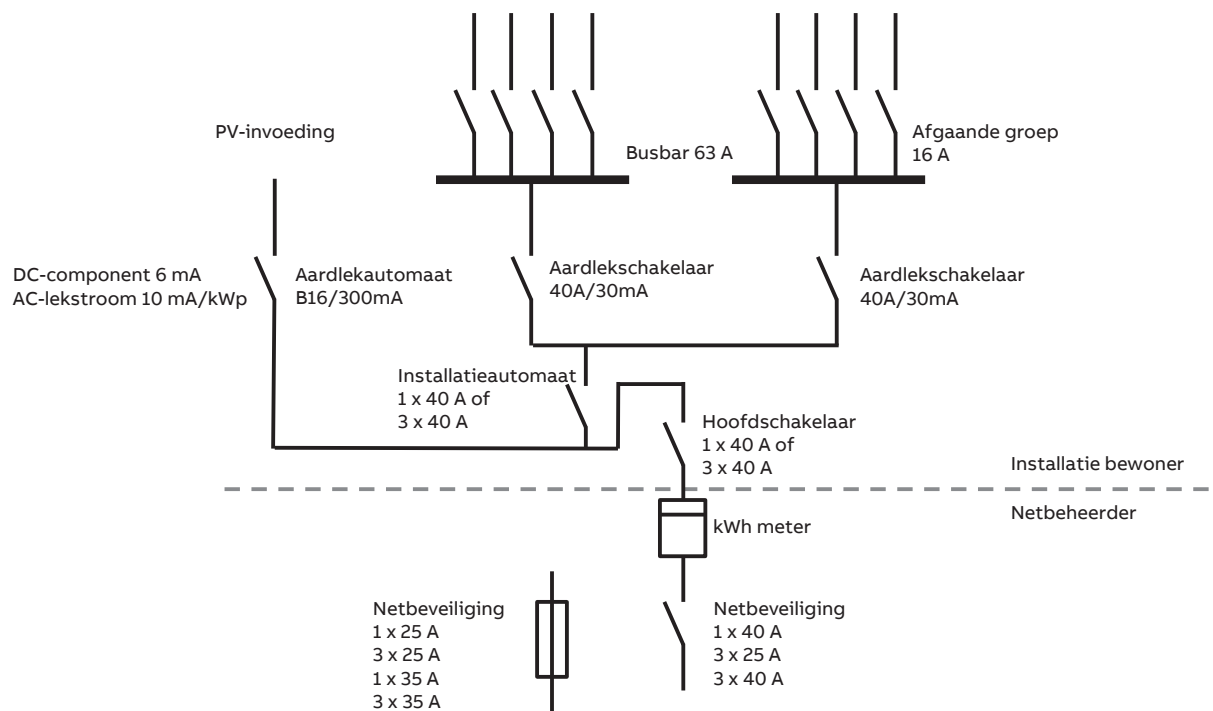 PV-invoeding
Busbar 63 A
Afgaande groep
16 A
DC-component 6 mA
AC-lekstroom 10 mA/kWp
Aardlekautomaat
B16/300mA
Aardlekschakelaar
40A/30mA
Aardlekschakelaar
40A/30mA
Installatieautomaat
1 x 40 A of
3 x 40 A
Hoofdschakelaar
1 x 40 A of
3 x 40 A
Installatie bewoner
Netbeheerder
kWh meter
Netbeveiliging
1 x 25 A
3 x 25 A
1 x 35 A
3 x 35 A
Netbeveiliging
1 x 40 A
3 x 25 A
3 x 40 A